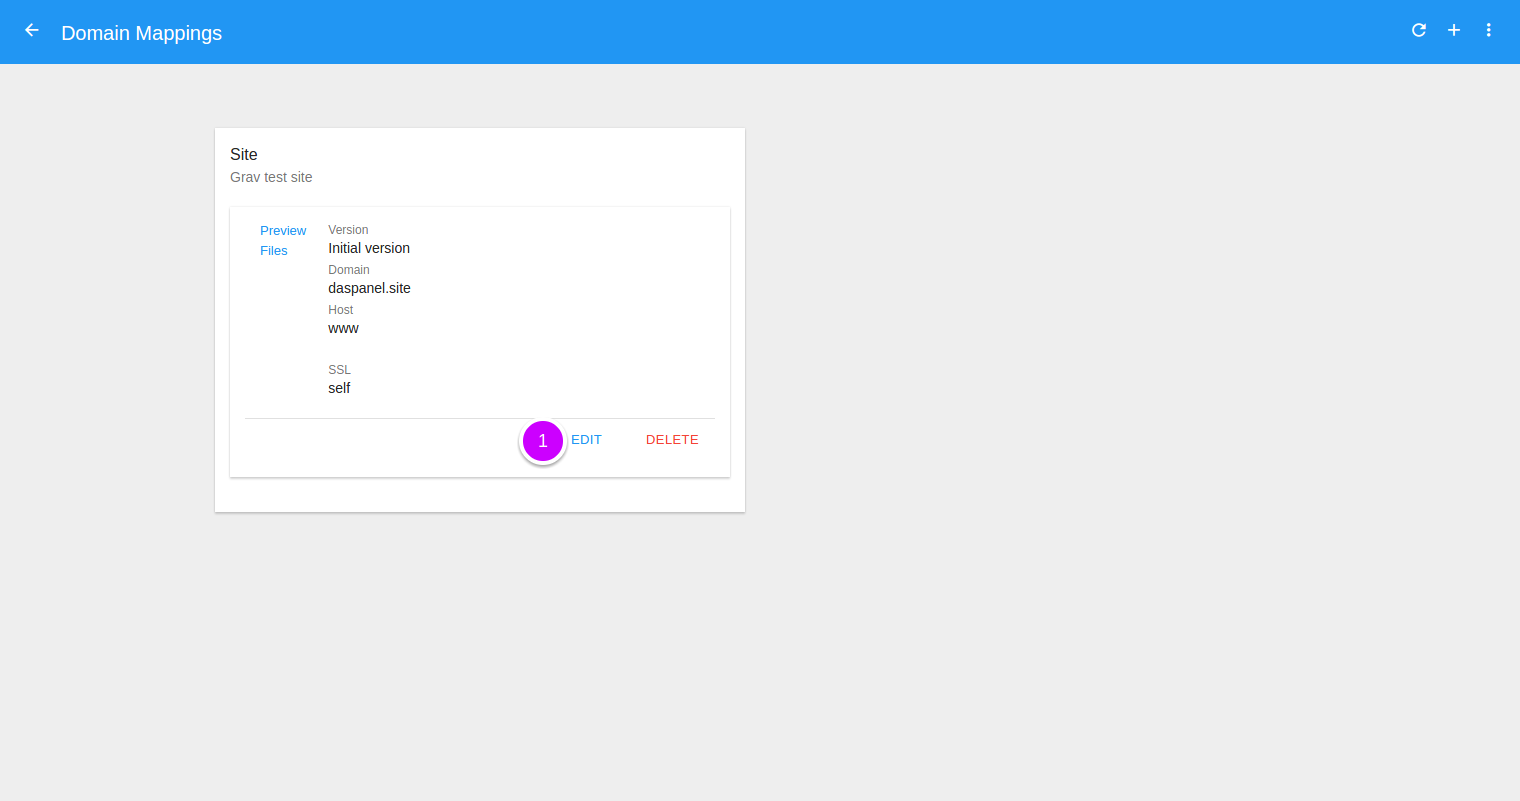 Domain Mappings
Site
Grav test site
Preview
Files
Version
Initial version
Domain
daspanel.site
Host
www
SSL
self
1 EDIT DELETE